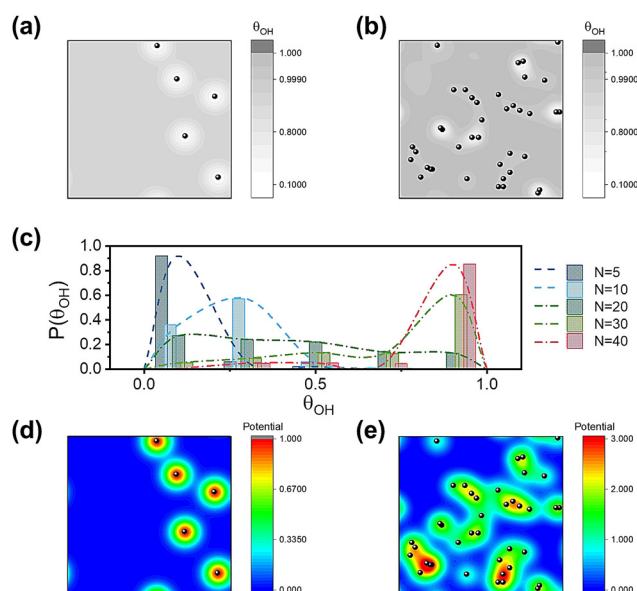 (a)
θOH
1.000
0.9990
0.8000
0.1000
(b)
θOH
1.000
0.9990
0.8000
0.1000
(c)
P(θOH)
1.0
0.8
0.6
0.4
0.2
0.0
0.0
0.5
1.0
θOH
N=5
N=10
N=20
N=30
N=40
(d)
Potential
1.000
0.6700
0.3350
0.000
(e)
Potential
3.000
2.000
1.000
0.000